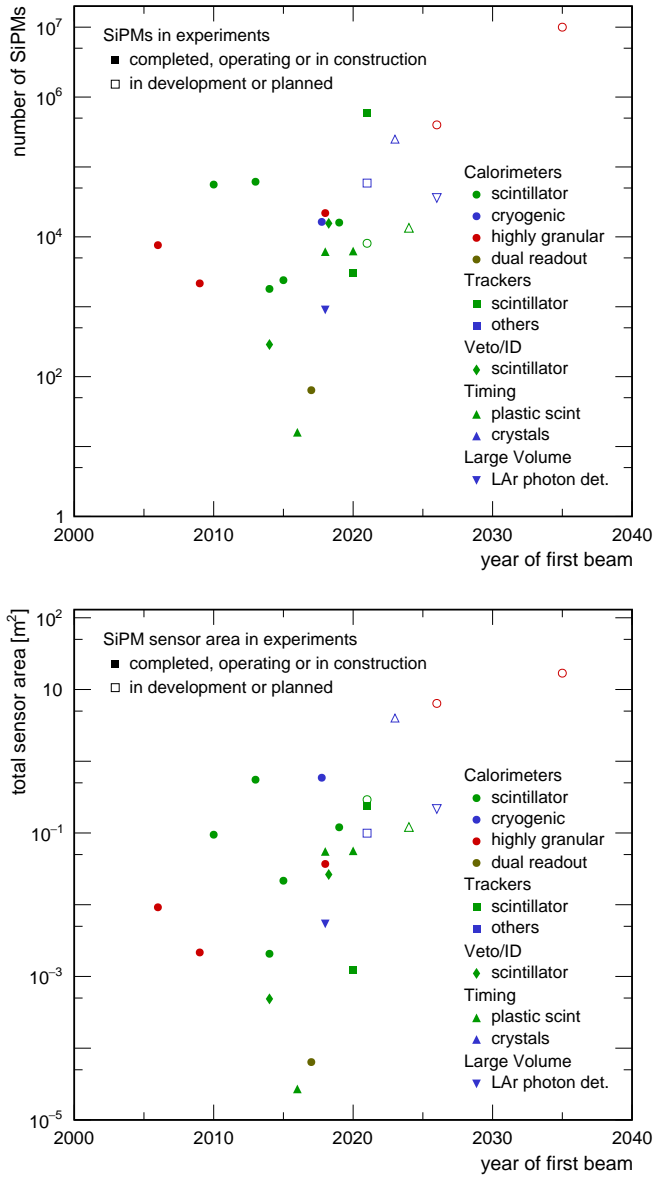 number of SiPMs
10^7
10^6
10^4
10^2
1
SiPMs in experiments
completed, operating or in construction
in development or planned
Calorimeters
scintillator
cryogenic
highly granular
dual readout
Trackers
scintillator
others
Veto/ID
scintillator
Timing
plastic scint
crystals
Large Volume
LAr photon det.
2000 2010 2020 2030 2040
year of first beam
total sensor area [m^2]
10^2
10
10^−1
10^−3
10^−5
SiPM sensor area in experiments
completed, operating or in construction
in development or planned
Calorimeters
scintillator
cryogenic
highly granular
dual readout
Trackers
scintillator
others
Veto/ID
scintillator
Timing
plastic scint
crystals
Large Volume
LAr photon det.
2000 2010 2020 2030 2040
year of first beam